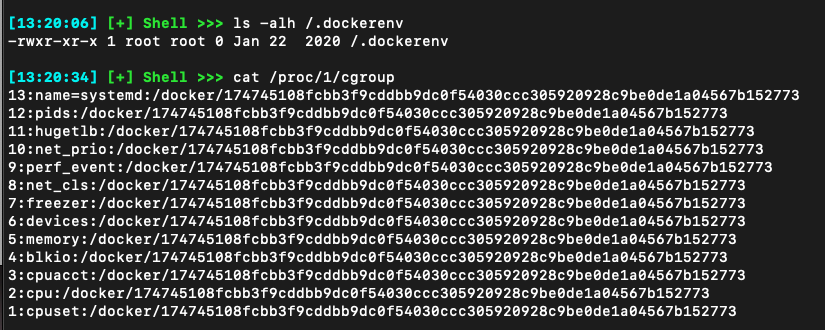 [13:20:06] [+] Shell >>> ls -alh /.dockerenv
-rwxr-xr-x 1 root root 0 Jan 22  2020 /.dockerenv
[13:20:34] [+] Shell >>> cat /proc/1/cgroup
13:name=systemd:/docker/174745108fcbb3f9cddbb9dc0f54030ccc305920928c9be0de1a04567b152773
12:pids:/docker/174745108fcbb3f9cddbb9dc0f54030ccc305920928c9be0de1a04567b152773
11:hugetlb:/docker/174745108fcbb3f9cddbb9dc0f54030ccc305920928c9be0de1a04567b152773
10:net_prio:/docker/174745108fcbb3f9cddbb9dc0f54030ccc305920928c9be0de1a04567b152773
9:perf_event:/docker/174745108fcbb3f9cddbb9dc0f54030ccc305920928c9be0de1a04567b152773
8:net_cls:/docker/174745108fcbb3f9cddbb9dc0f54030ccc305920928c9be0de1a04567b152773
7:freezer:/docker/174745108fcbb3f9cddbb9dc0f54030ccc305920928c9be0de1a04567b152773
6:devices:/docker/174745108fcbb3f9cddbb9dc0f54030ccc305920928c9be0de1a04567b152773
5:memory:/docker/174745108fcbb3f9cddbb9dc0f54030ccc305920928c9be0de1a04567b152773
4:blkio:/docker/174745108fcbb3f9cddbb9dc0f54030ccc305920928c9be0de1a04567b152773
3:cpuacct:/docker/174745108fcbb3f9cddbb9dc0f54030ccc305920928c9be0de1a04567b152773
2:cpu:/docker/174745108fcbb3f9cddbb9dc0f54030ccc305920928c9be0de1a04567b152773
1:cpuset:/docker/174745108fcbb3f9cddbb9dc0f54030ccc305920928c9be0de1a04567b152773